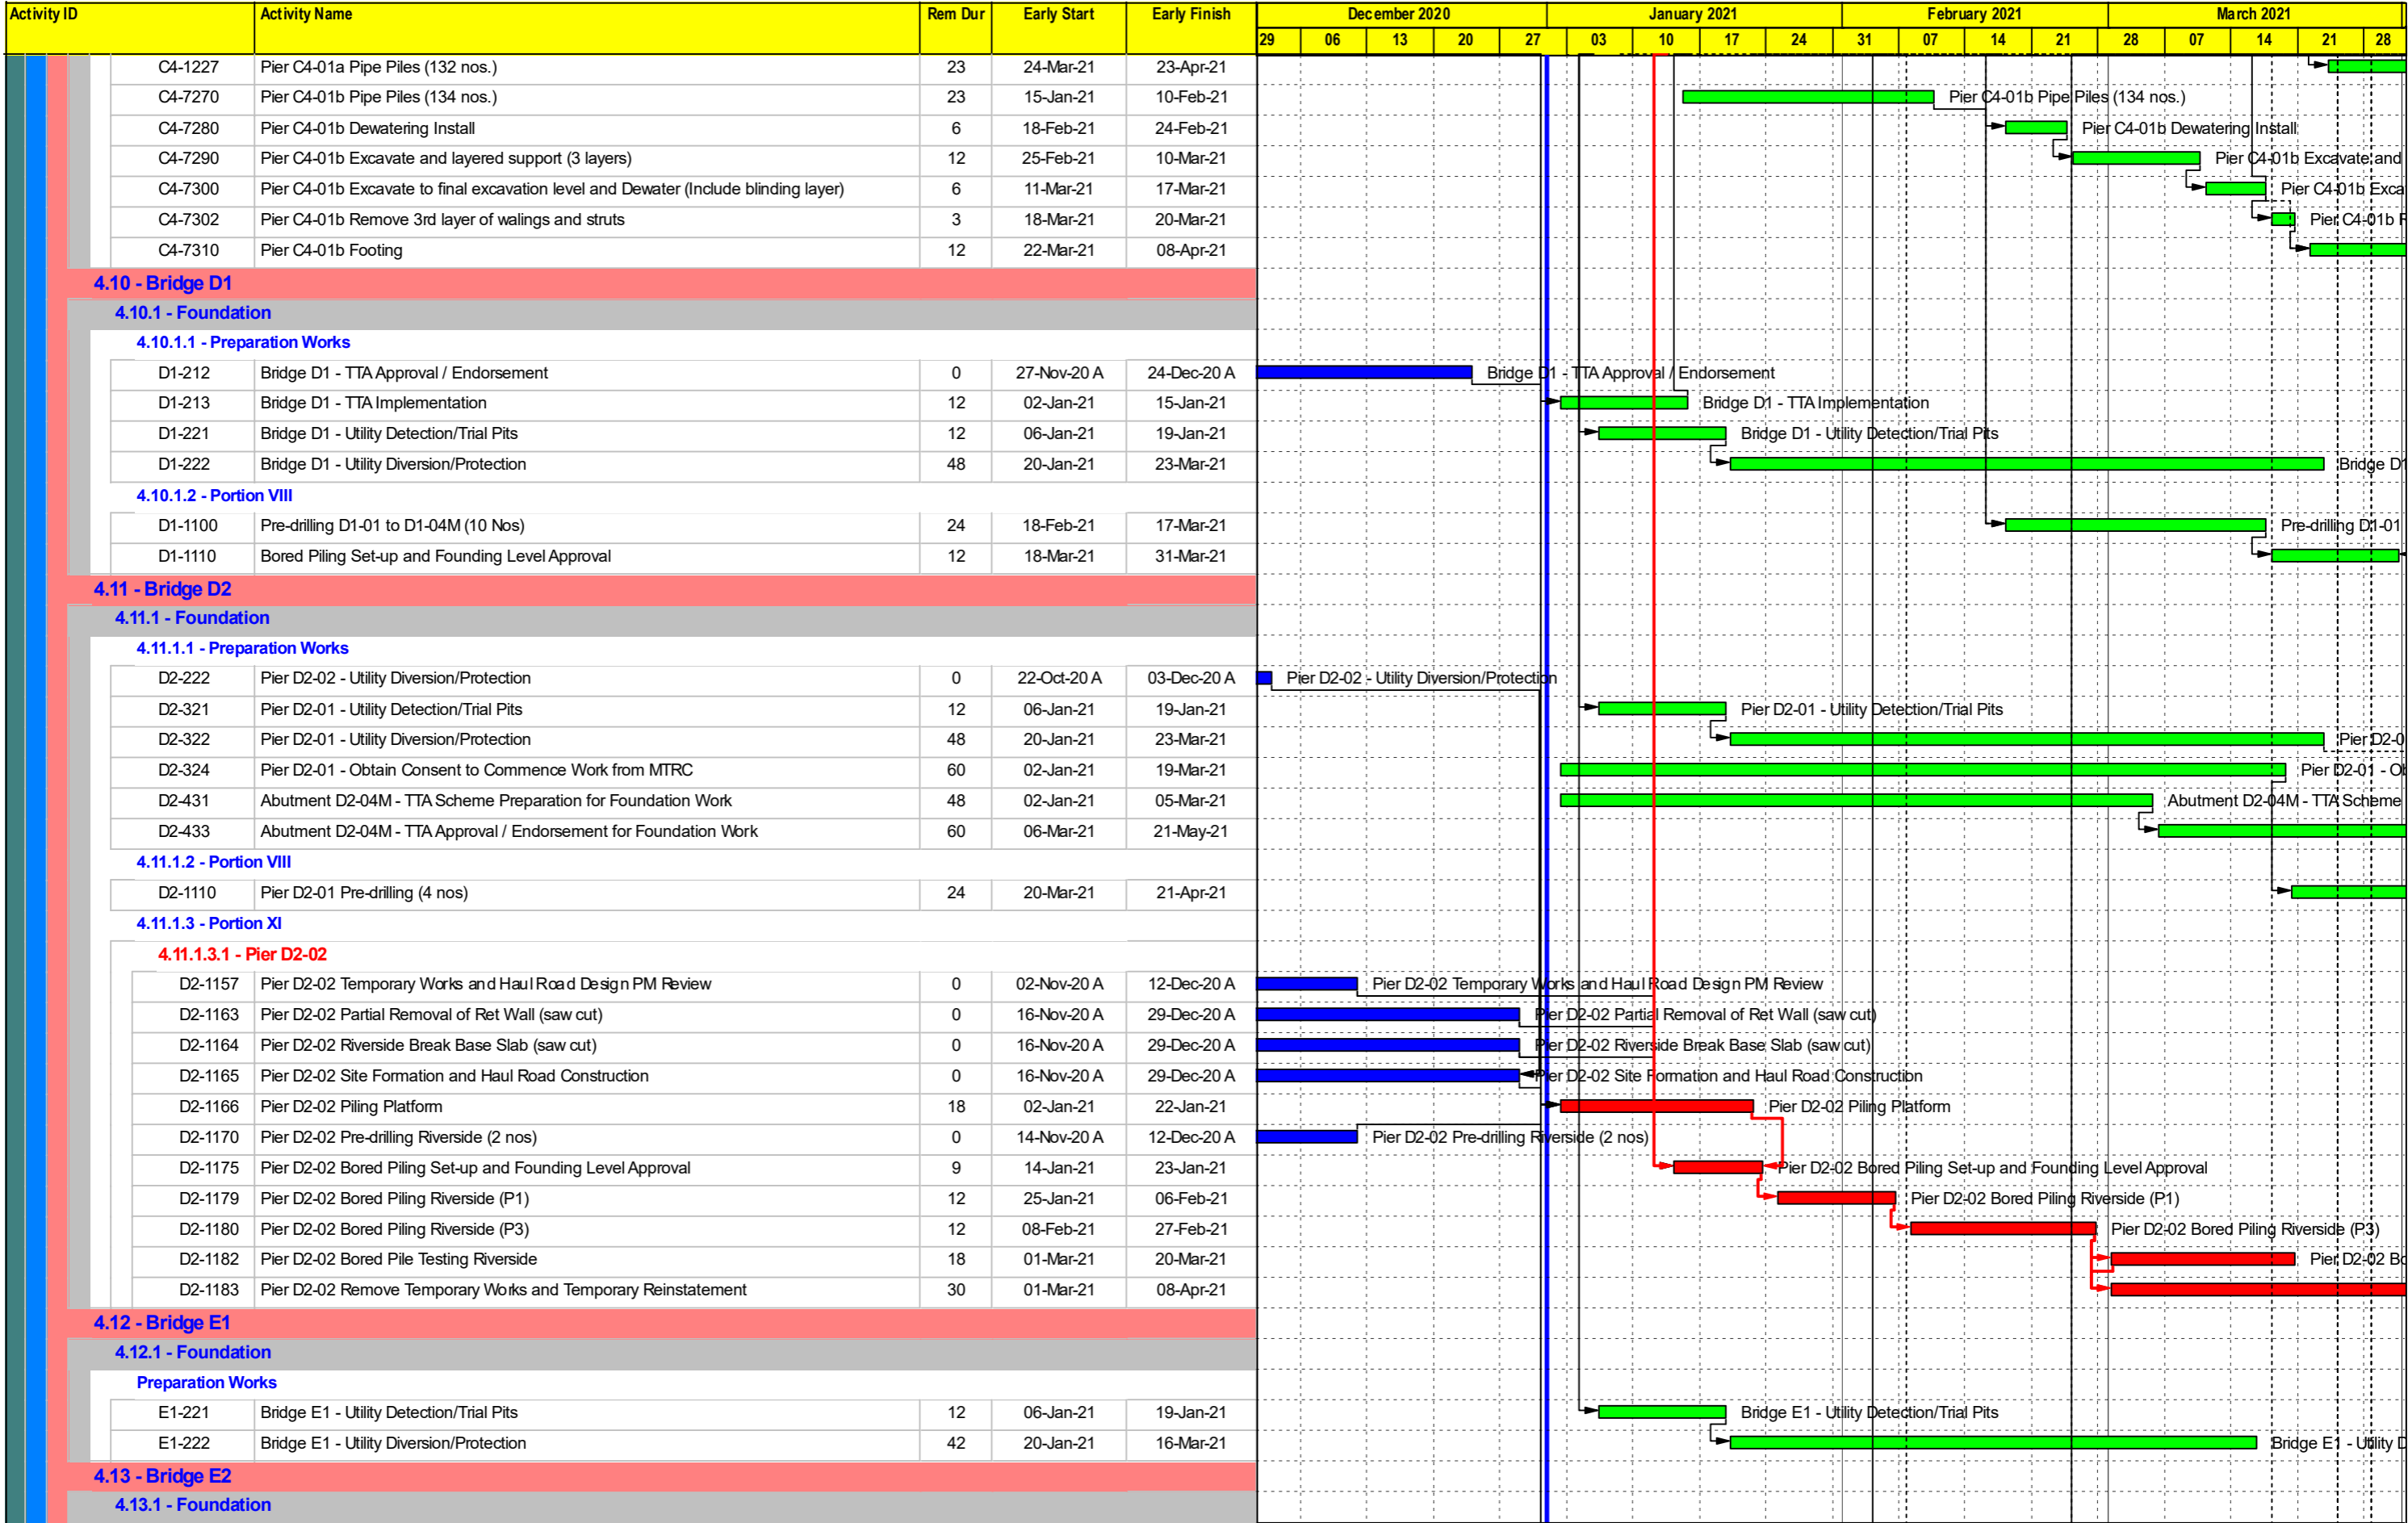 Activity ID Activity Name Rem Dur Early Start Early Finish December 2020 January 2021 February 2021 March 2021
29 06 13 20 27 03 10 17 24 31 07 14 21 28 07 14 21 28
C4-1227 Pier C4-01a Pipe Piles (132 nos.) 23 24-Mar-21 23-Apr-21
C4-7270 Pier C4-01b Pipe Piles (134 nos.) 23 15-Jan-21 10-Feb-21 Pier C4-01b Pipe Piles (134 nos.)
C4-7280 Pier C4-01b Dewatering Install 6 18-Feb-21 24-Feb-21 Pier C4-01b Dewatering Install
C4-7290 Pier C4-01b Excavate and layered support (3 layers) 12 25-Feb-21 10-Mar-21 Pier C4-01b Excavate and
C4-7300 Pier C4-01b Excavate to final excavation level and Dewater (Include blinding layer) 6 11-Mar-21 17-Mar-21 Pier C4-01b Exca
C4-7302 Pier C4-01b Remove 3rd layer of walings and struts 3 18-Mar-21 20-Mar-21 Pier C4-01b R
C4-7310 Pier C4-01b Footing 12 22-Mar-21 08-Apr-21
4.10 - Bridge D1
4.10.1 - Foundation
4.10.1.1 - Preparation Works
D1-212 Bridge D1 - TTA Approval / Endorsement 0 27-Nov-20 A 24-Dec-20 A Bridge D1 - TTA Approval / Endorsement
D1-213 Bridge D1 - TTA Implementation 12 02-Jan-21 15-Jan-21 Bridge D1 - TTA Implementation
D1-221 Bridge D1 - Utility Detection/Trial Pits 12 06-Jan-21 19-Jan-21 Bridge D1 - Utility Detection/Trial Pits
D1-222 Bridge D1 - Utility Diversion/Protection 48 20-Jan-21 23-Mar-21 Bridge D1
4.10.1.2 - Portion VIII
D1-1100 Pre-drilling D1-01 to D1-04M (10 Nos) 24 18-Feb-21 17-Mar-21 Pre-drilling D1-01
D1-1110 Bored Piling Set-up and Founding Level Approval 12 18-Mar-21 31-Mar-21
4.11 - Bridge D2
4.11.1 - Foundation
4.11.1.1 - Preparation Works
D2-222 Pier D2-02 - Utility Diversion/Protection 0 22-Oct-20 A 03-Dec-20 A Pier D2-02 - Utility Diversion/Protection
D2-321 Pier D2-01 - Utility Detection/Trial Pits 12 06-Jan-21 19-Jan-21 Pier D2-01 - Utility Detection/Trial Pits
D2-322 Pier D2-01 - Utility Diversion/Protection 48 20-Jan-21 23-Mar-21 Pier D2-0
D2-324 Pier D2-01 - Obtain Consent to Commence Work from MTRC 60 02-Jan-21 19-Mar-21 Pier D2-01 - Ob
D2-431 Abutment D2-04M - TTA Scheme Preparation for Foundation Work 48 02-Jan-21 05-Mar-21 Abutment D2-04M - TTA Scheme
D2-433 Abutment D2-04M - TTA Approval / Endorsement for Foundation Work 60 06-Mar-21 21-May-21
4.11.1.2 - Portion VIII
D2-1110 Pier D2-01 Pre-drilling (4 nos) 24 20-Mar-21 21-Apr-21
4.11.1.3 - Portion XI
4.11.1.3.1 - Pier D2-02
D2-1157 Pier D2-02 Temporary Works and Haul Road Design PM Review 0 02-Nov-20 A 12-Dec-20 A Pier D2-02 Temporary Works and Haul Road Design PM Review
D2-1163 Pier D2-02 Partial Removal of Ret Wall (saw cut) 0 16-Nov-20 A 29-Dec-20 A Pier D2-02 Partial Removal of Ret Wall (saw cut)
D2-1164 Pier D2-02 Riverside Break Base Slab (saw cut) 0 16-Nov-20 A 29-Dec-20 A Pier D2-02 Riverside Break Base Slab (saw cut)
D2-1165 Pier D2-02 Site Formation and Haul Road Construction 0 16-Nov-20 A 29-Dec-20 A Pier D2-02 Site Formation and Haul Road Construction
D2-1166 Pier D2-02 Piling Platform 18 02-Jan-21 22-Jan-21 Pier D2-02 Piling Platform
D2-1170 Pier D2-02 Pre-drilling Riverside (2 nos) 0 14-Nov-20 A 12-Dec-20 A Pier D2-02 Pre-drilling Riverside (2 nos)
D2-1175 Pier D2-02 Bored Piling Set-up and Founding Level Approval 9 14-Jan-21 23-Jan-21 Pier D2-02 Bored Piling Set-up and Founding Level Approval
D2-1179 Pier D2-02 Bored Piling Riverside (P1) 12 25-Jan-21 06-Feb-21 Pier D2-02 Bored Piling Riverside (P1)
D2-1180 Pier D2-02 Bored Piling Riverside (P3) 12 08-Feb-21 27-Feb-21 Pier D2-02 Bored Piling Riverside (P3)
D2-1182 Pier D2-02 Bored Pile Testing Riverside 18 01-Mar-21 20-Mar-21 Pier D2-02 Bo
D2-1183 Pier D2-02 Remove Temporary Works and Temporary Reinstatement 30 01-Mar-21 08-Apr-21
4.12 - Bridge E1
4.12.1 - Foundation
Preparation Works
E1-221 Bridge E1 - Utility Detection/Trial Pits 12 06-Jan-21 19-Jan-21 Bridge E1 - Utility Detection/Trial Pits
E1-222 Bridge E1 - Utility Diversion/Protection 42 20-Jan-21 16-Mar-21 Bridge E1 - Utility D
4.13 - Bridge E2
4.13.1 - Foundation